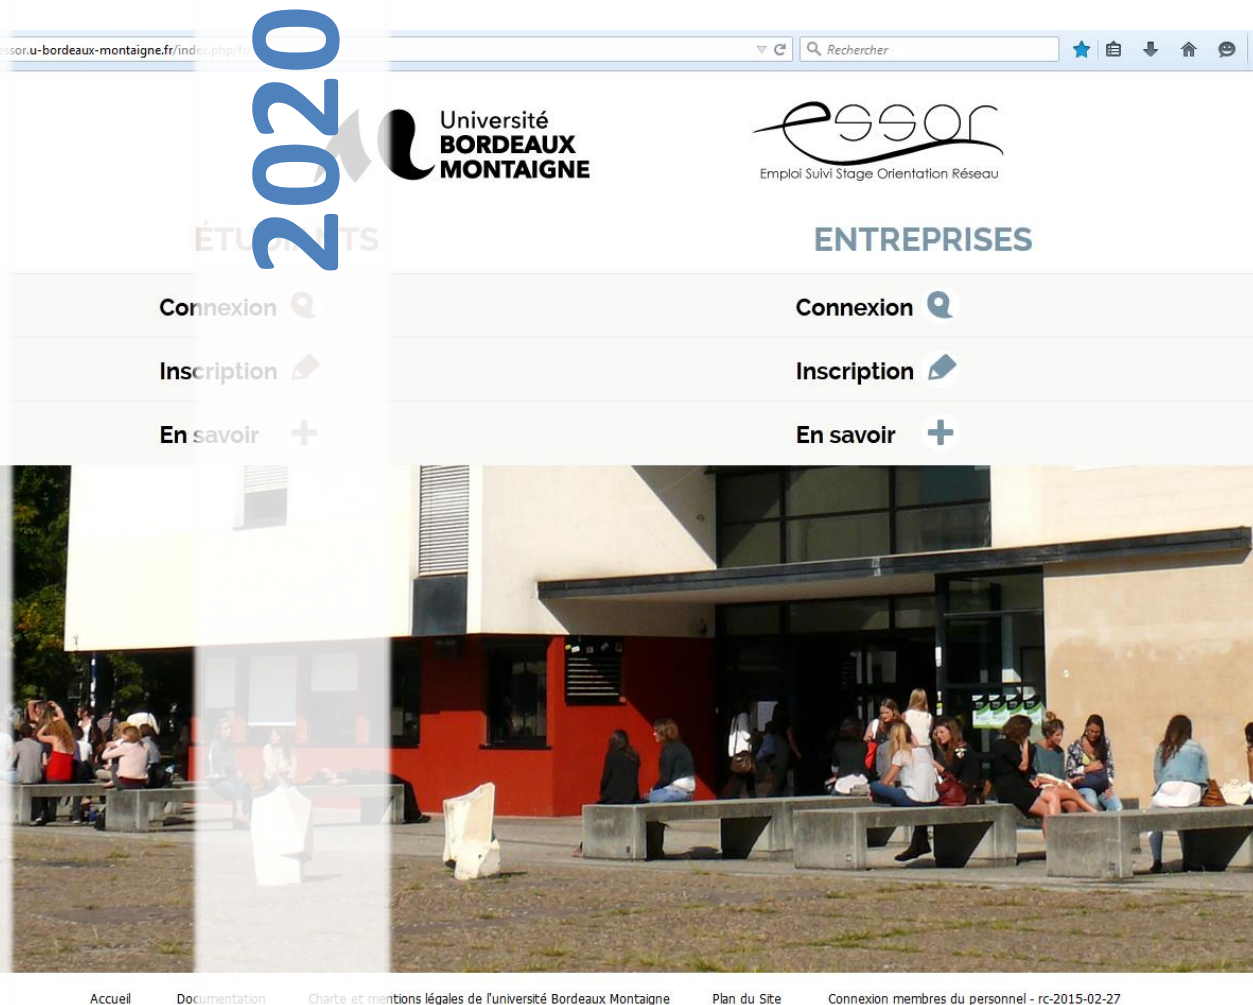 2020
essor.u-bordeaux-montaigne.fr/index.php/fr/
Rechercher
Université
BORDEAUX
MONTAIGNE
essor
Emploi Suivi Stage Orientation Réseau
ÉTUDIANTS
Connexion
Inscription
En savoir +
ENTREPRISES
Connexion
Inscription
En savoir +
Accueil Documentation Charte et mentions légales de l'université Bordeaux Montaigne Plan du Site Connexion membres du personnel - rc-2015-02-27